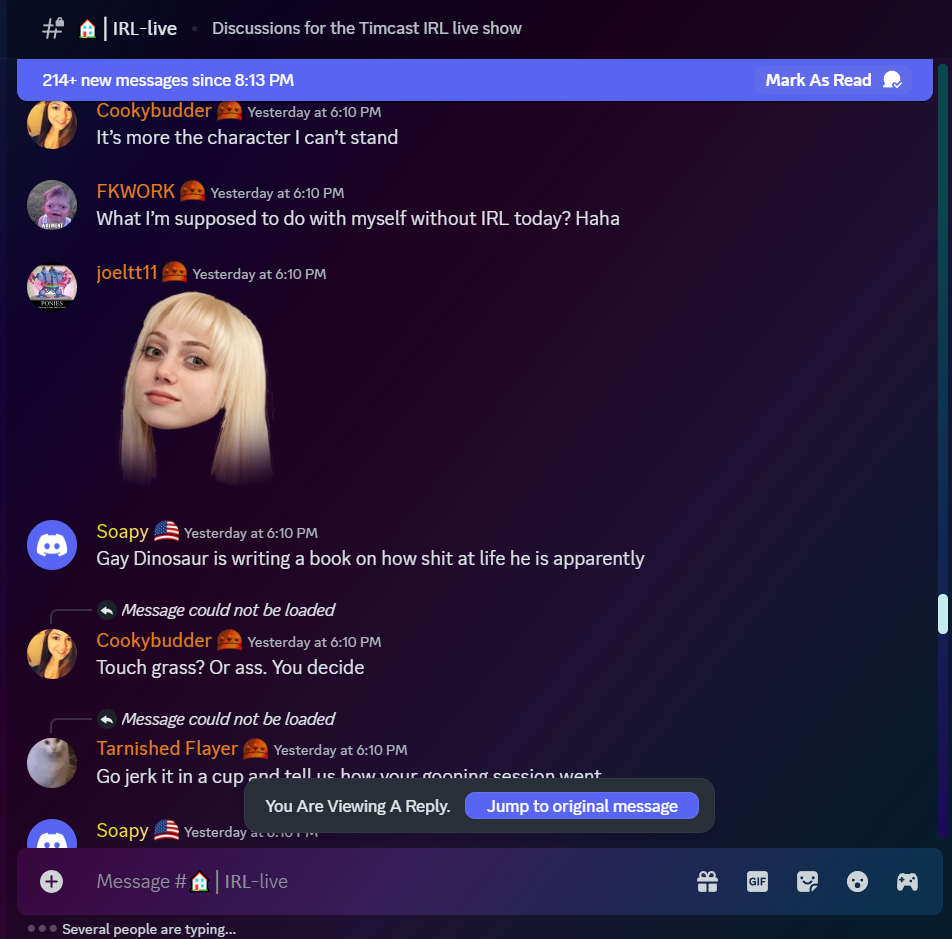 IRL-live • Discussions for the Timcast IRL live show
214+ new messages since 8:13 PM Mark As Read
Cookybudder Yesterday at 6:10 PM
It's more the character I can't stand
FKWORK Yesterday at 6:10 PM
What I'm supposed to do with myself without IRL today? Haha
joeltt11 Yesterday at 6:10 PM
PONIES
Soapy Yesterday at 6:10 PM
Gay Dinosaur is writing a book on how shit at life he is apparently
Message could not be loaded
Cookybudder Yesterday at 6:10 PM
Touch grass? Or ass. You decide
Message could not be loaded
Tarnished Flayer Yesterday at 6:10 PM
Go jerk it in a cup and tell us how your gooning session went
You Are Viewing A Reply. Jump to original message
Soapy Yesterday at 6:10 PM
Message # | IRL-live
GIF
Several people are typing...